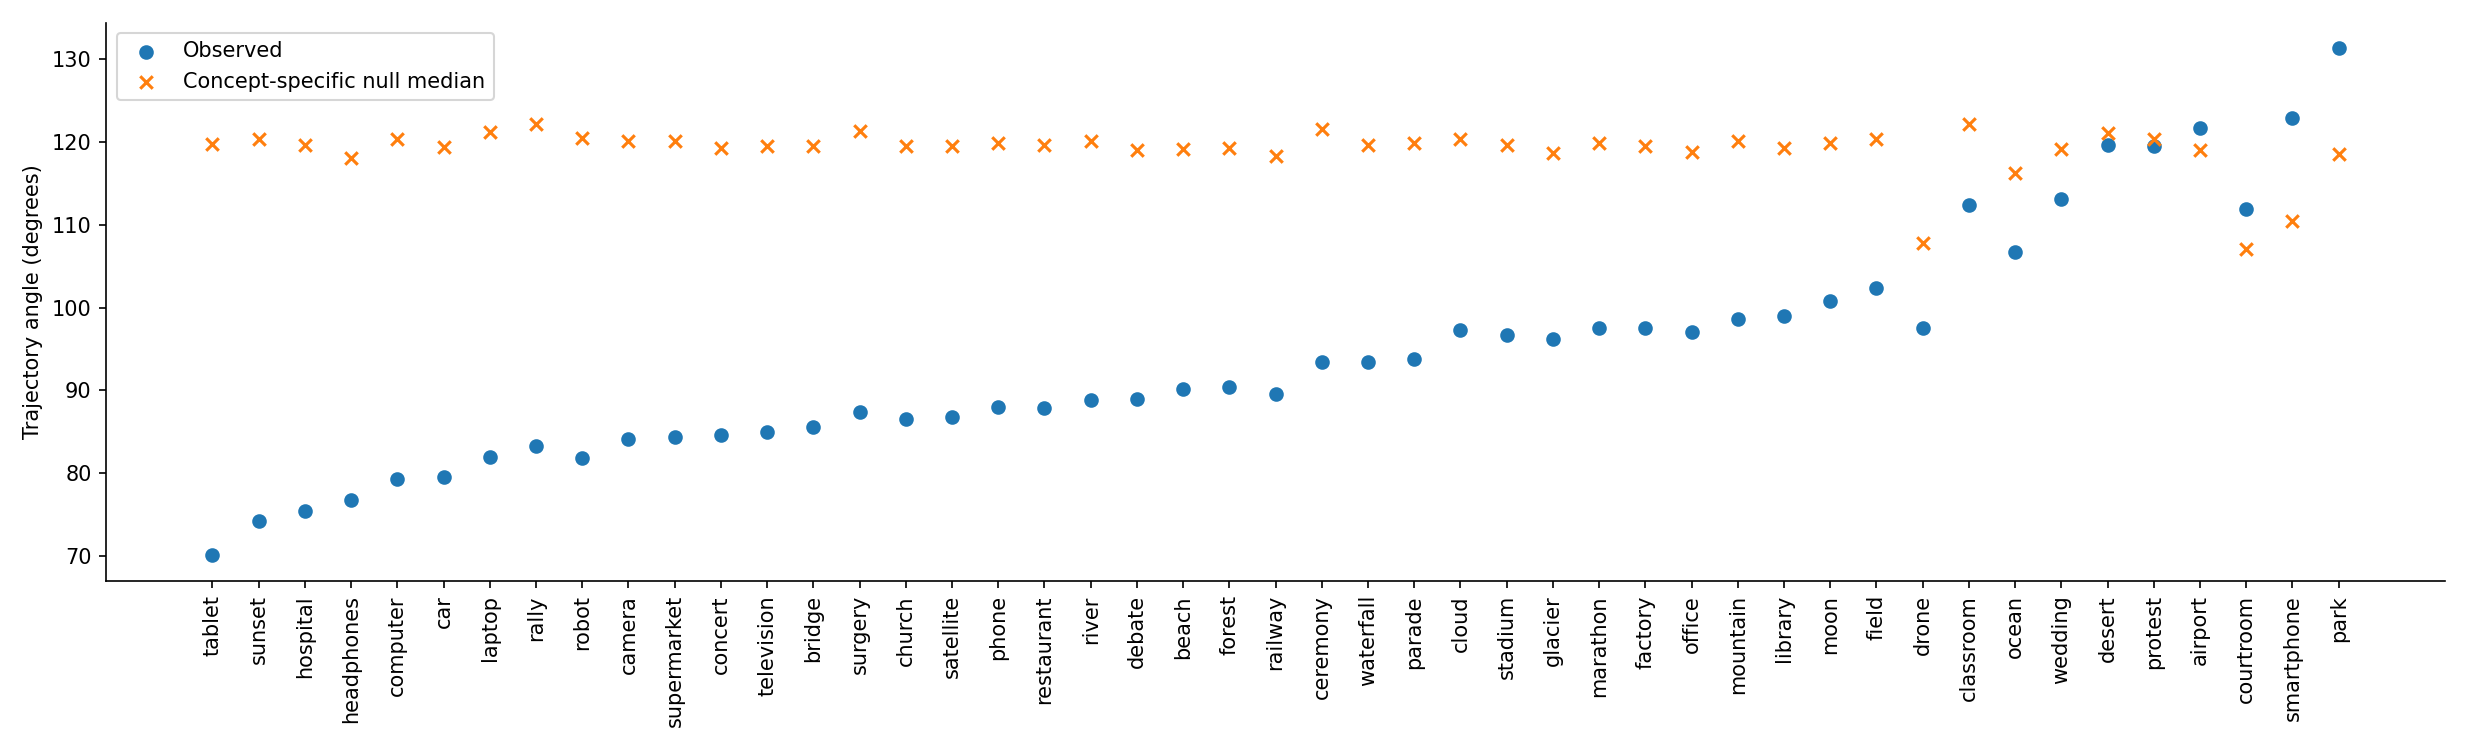 Observed
Concept-specific null median
Trajectory angle (degrees)
130
120
110
100
90
80
70
tablet
sunset
hospital
headphones
computer
car
laptop
rally
robot
camera
supermarket
concert
television
bridge
surgery
church
satellite
phone
restaurant
river
debate
beach
forest
railway
ceremony
waterfall
parade
cloud
stadium
glacier
marathon
factory
office
mountain
library
moon
field
drone
classroom
ocean
wedding
desert
protest
airport
courtroom
smartphone
park